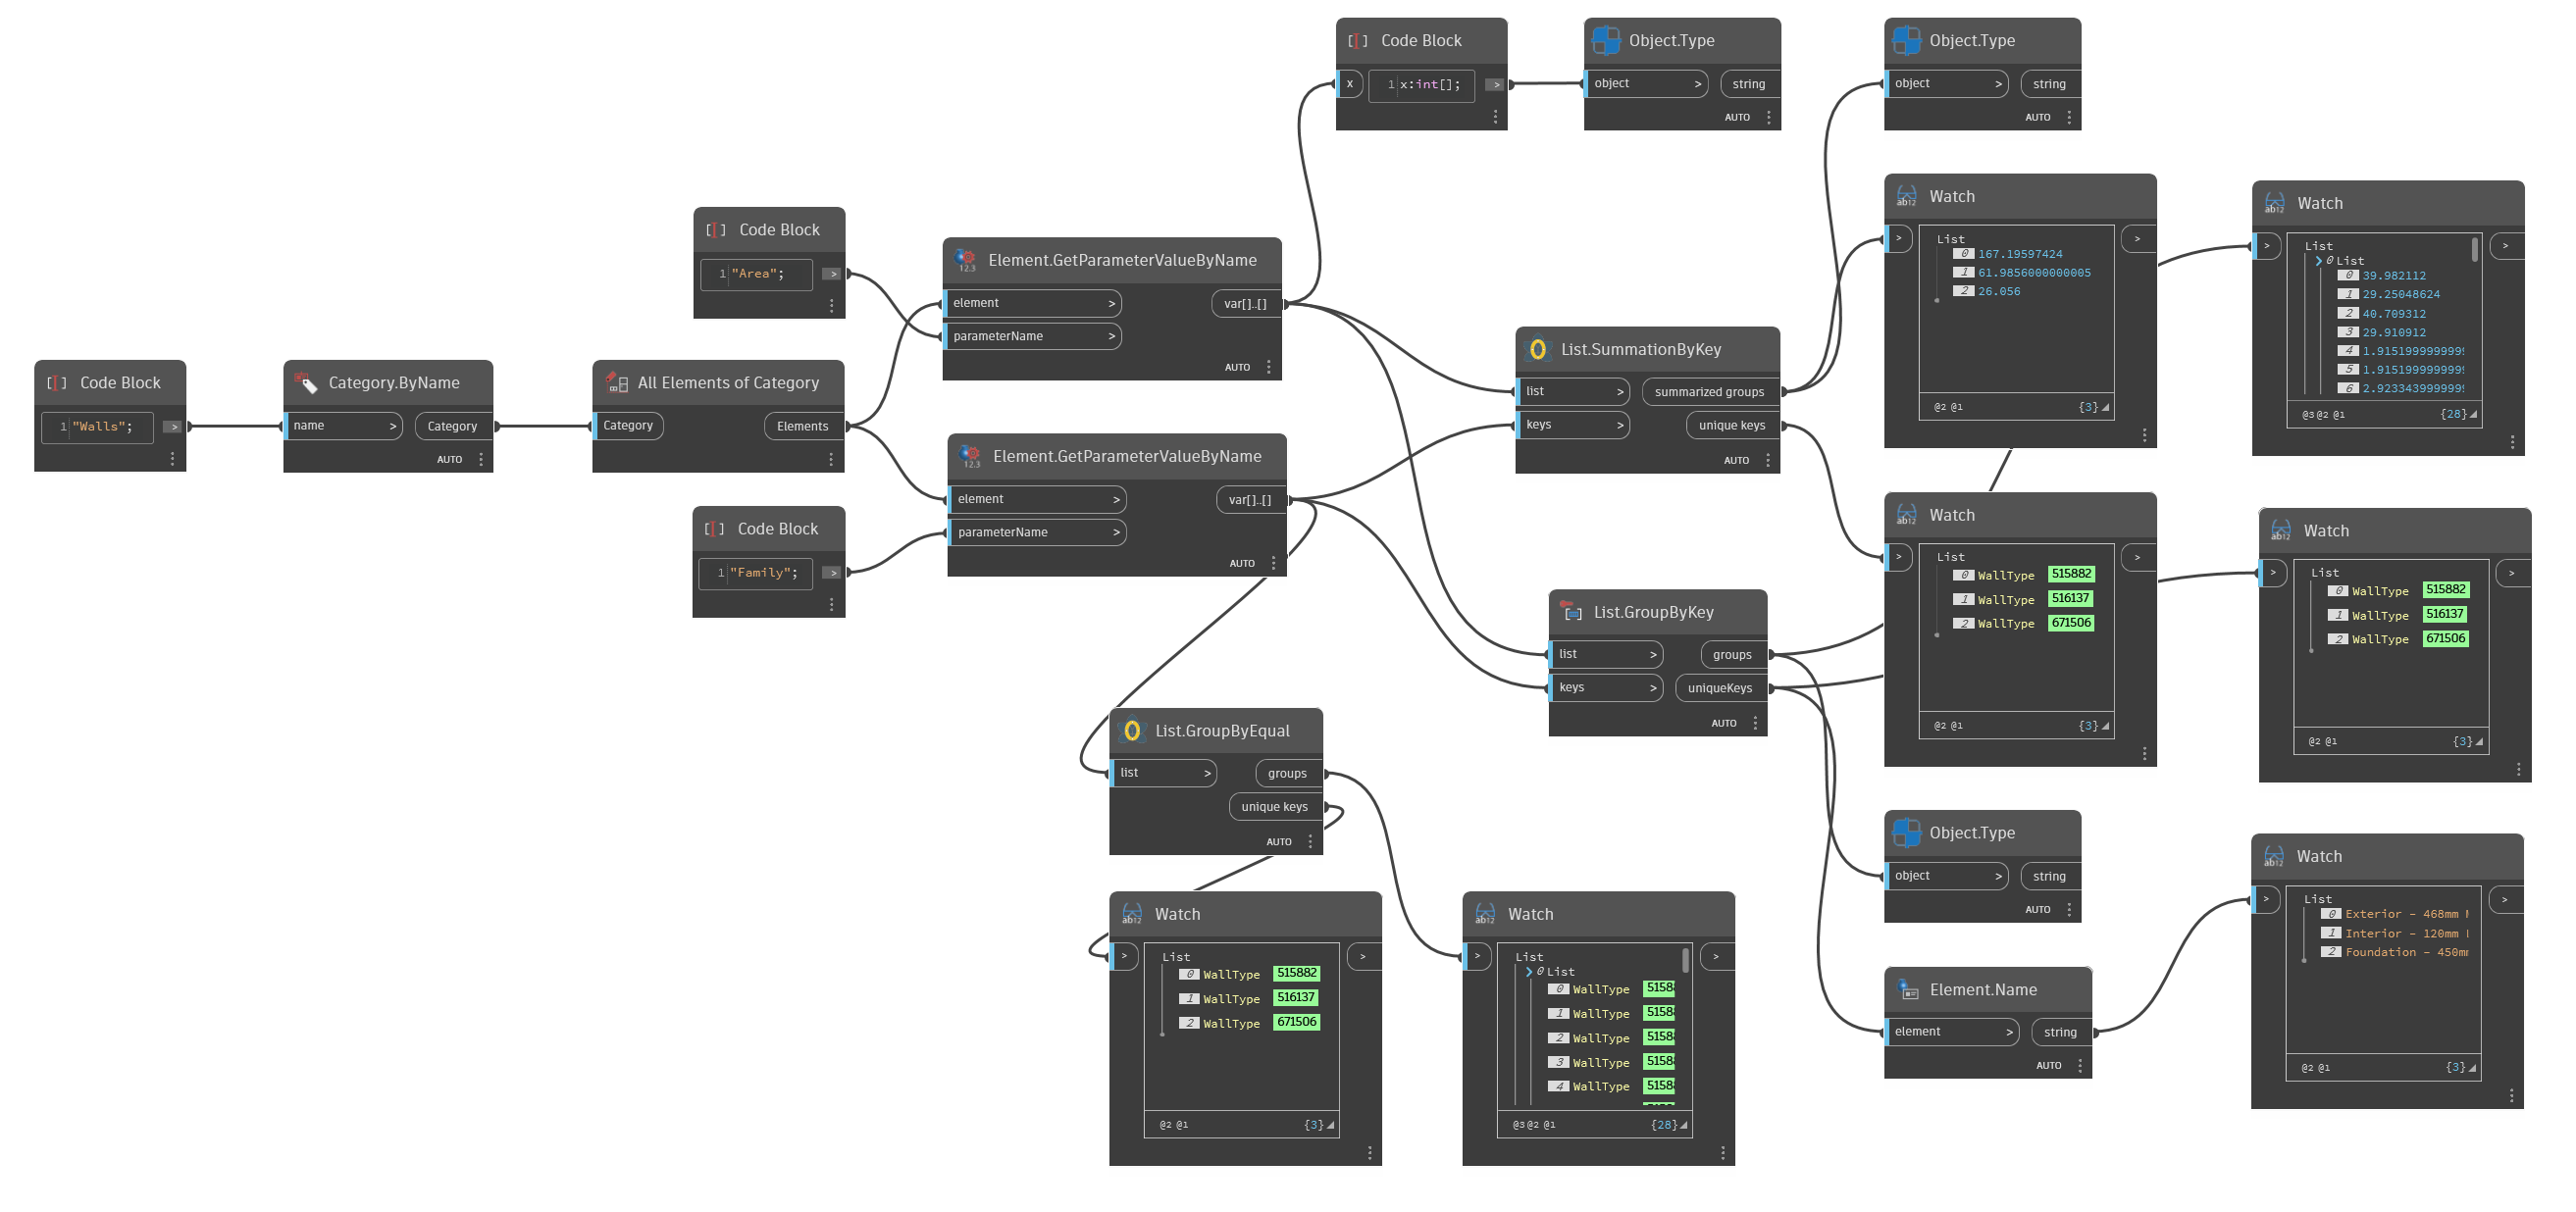 Code Block
1 "Walls"; >
Category.ByName
name > Category
AUTO
All Elements of Category
Category Elements
Code Block
1 "Area"; >
Code Block
1 "Family"; >
Element.GetParameterValueByName
element > var[]..[]
parameterName >
AUTO
Element.GetParameterValueByName
element > var[]..[]
parameterName >
AUTO
Code Block
x 1 x:int[]; >
Object.Type
object > string
AUTO
List.SummationByKey
list > summarized groups
keys > unique keys
AUTO
List.GroupByKey
list > groups
keys > uniqueKeys
AUTO
List.GroupByEqual
list > groups
unique keys
AUTO
Watch
> List >
0 WallType 515882
1 WallType 516137
2 WallType 671506
@2 @1 {3}
Watch
> List >
0 List
0 WallType 5158
1 WallType 5158
2 WallType 5158
3 WallType 5158
4 WallType 5158
@3 @2 @1 {28}
Object.Type
object > string
AUTO
Watch
> List >
0 167.19597424
1 61.9856000000005
2 26.056
@2 @1 {3}
Watch
> List >
0 WallType 515882
1 WallType 516137
2 WallType 671506
@2 @1 {3}
Object.Type
object > string
AUTO
Element.Name
element > string
AUTO
Watch
> List >
0 List
0 39.982112
1 29.25048624
2 40.709312
3 29.910912
4 1.915199999999
5 1.915199999999
6 2.923343999999
@3 @2 @1 {28}
Watch
> List >
0 WallType 515882
1 WallType 516137
2 WallType 671506
@2 @1 {3}
Watch
> List >
0 Exterior - 468mm
1 Interior - 120mm
2 Foundation - 450m
@2 @1 {3}